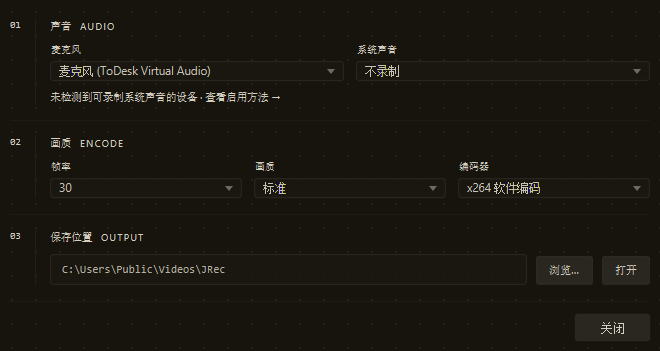 01 声音 AUDIO
麦克风 系统声音
麦克风 (ToDesk Virtual Audio) 不录制
未检测到可录制系统声音的设备 · 查看启用方法 →
02 画质 ENCODE
帧率 画质 编码器
30 标准 x264 软件编码
03 保存位置 OUTPUT
C:\Users\Public\Videos\JRec 浏览... 打开
关闭